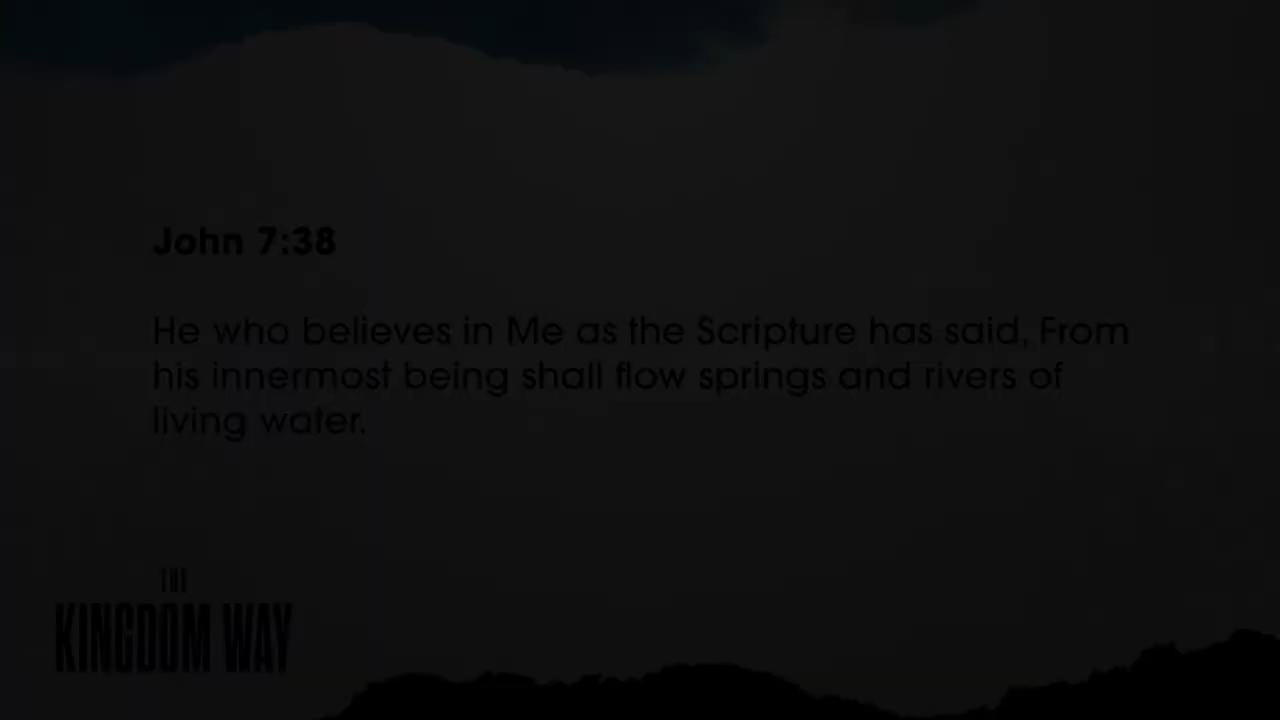 John 7:38
He who believes in Me as the Scripture has said, From
his innermost being shall flow springs and rivers of
living water.
THE
KINGDOM WAY